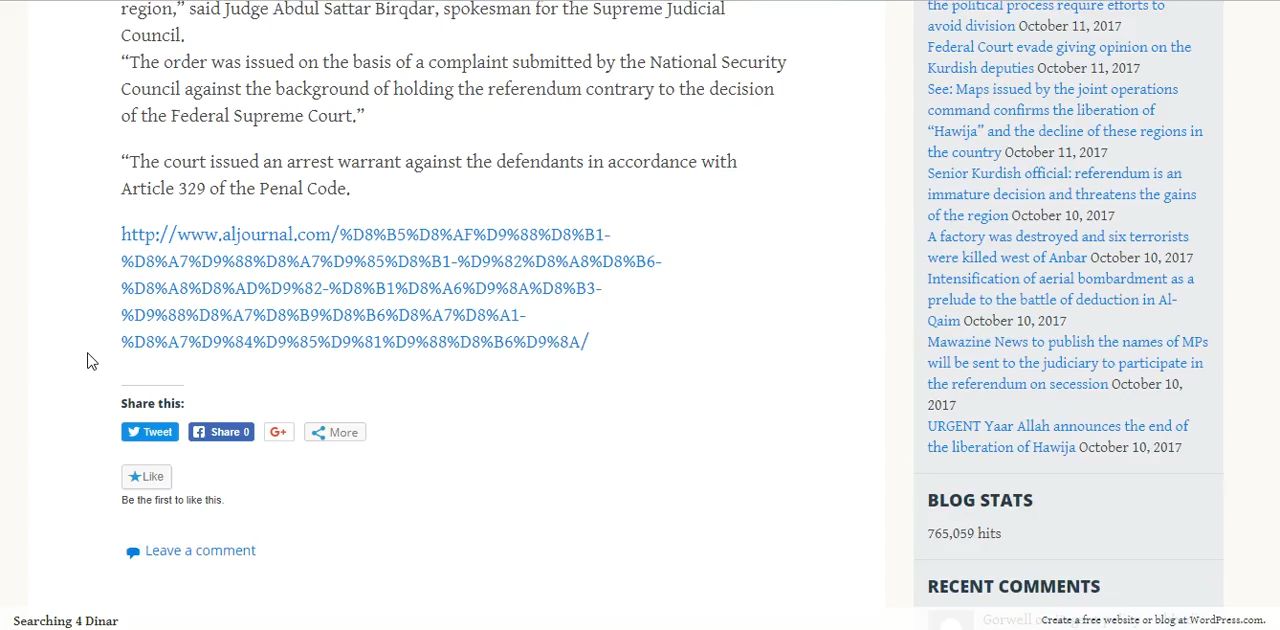 region,” said Judge Abdul Sattar Birqdar, spokesman for the Supreme Judicial
Council.
“The order was issued on the basis of a complaint submitted by the National Security
Council against the background of holding the referendum contrary to the decision
of the Federal Supreme Court.”
“The court issued an arrest warrant against the defendants in accordance with
Article 329 of the Penal Code.
http://www.aljournal.com/%D8%B5%D8%AF%D9%88%D8%B1-
%D8%A7%D9%88%D8%A7%D9%85%D8%B1-%D9%82%D8%A8%D8%B6-
%D8%A8%D8%AD%D9%82-%D8%B1%D8%A6%D9%8A%D8%B3-
%D9%88%D8%A7%D8%B9%D8%B6%D8%A7%D8%A1-
%D8%A7%D9%84%D9%85%D9%81%D9%88%D8%B6%D9%8A/
Share this:
Tweet
Share 0
G+
More
Like
Be the first to like this.
Leave a comment
the political process require efforts to
avoid division October 11, 2017
Federal Court evade giving opinion on the
Kurdish deputies October 11, 2017
See: Maps issued by the joint operations
command confirms the liberation of
“Hawija” and the decline of these regions in
the country October 11, 2017
Senior Kurdish official: referendum is an
immature decision and threatens the gains
of the region October 10, 2017
A factory was destroyed and six terrorists
were killed west of Anbar October 10, 2017
Intensification of aerial bombardment as a
prelude to the battle of deduction in Al-
Qaim October 10, 2017
Mawazine News to publish the names of MPs
will be sent to the judiciary to participate in
the referendum on secession October 10,
2017
URGENT Yaar Allah announces the end of
the liberation of Hawija October 10, 2017
BLOG STATS
765,059 hits
RECENT COMMENTS
Gorwell
Searching 4 Dinar
Create a free website or blog at WordPress.com.